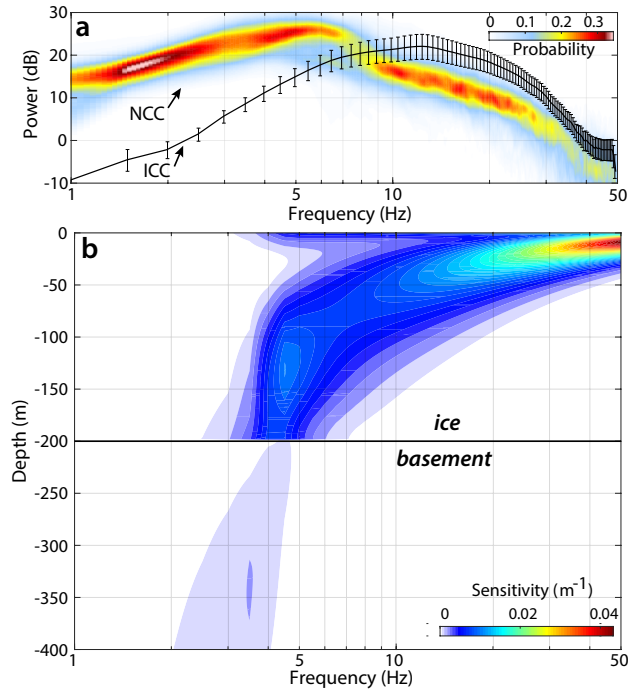 a
30
20
10
0
-10
Power (dB)
NCC
ICC
0 0.1 0.2 0.3
Probability
1 5 10 50
Frequency (Hz)
b
0
-50
-100
-150
-200
-250
-300
-350
-400
Depth (m)
ice
basement
Sensitivity (m⁻¹)
0 0.02 0.04
1 5 10 50
Frequency (Hz)